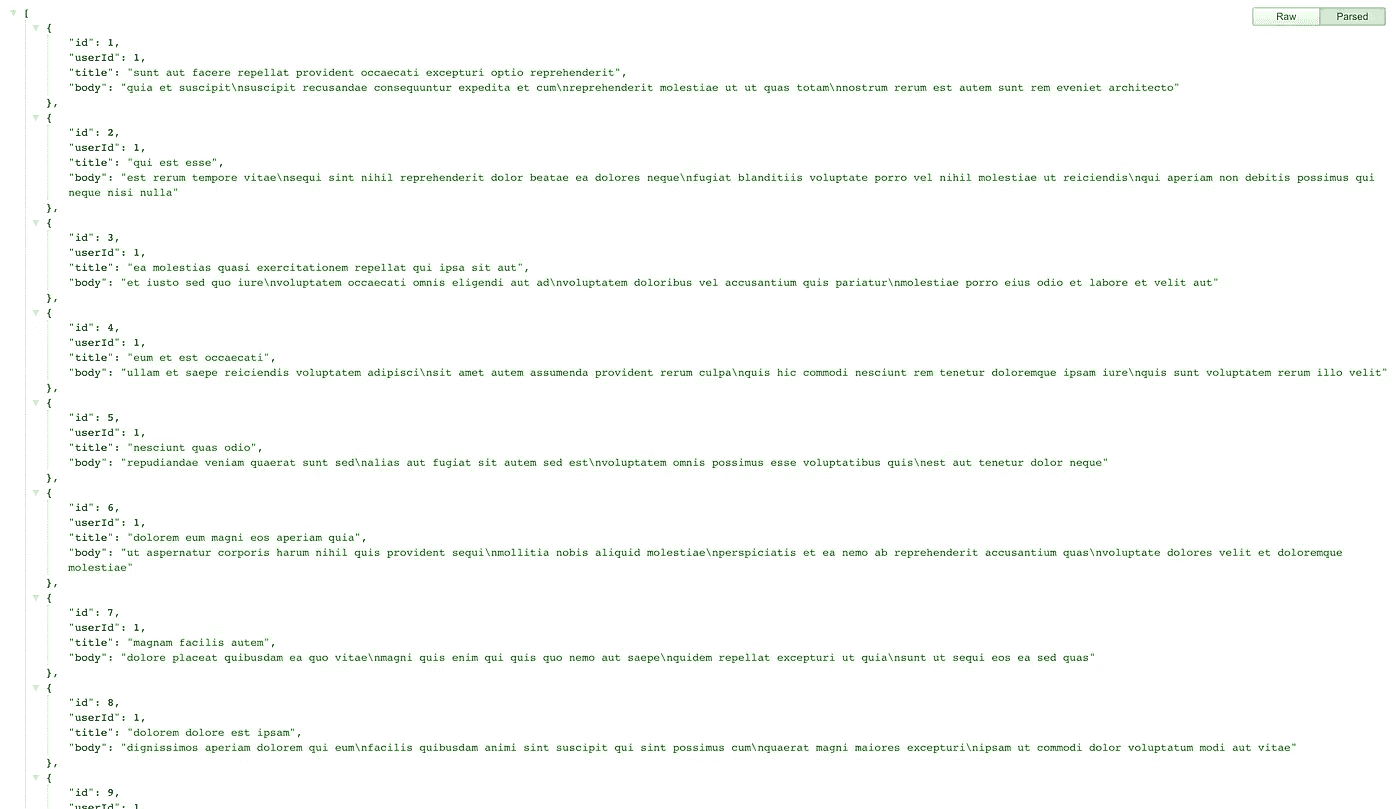 [
Raw Parsed
{
"id": 1,
"userId": 1,
"title": "sunt aut facere repellat provident occaecati excepturi optio reprehenderit",
"body": "quia et suscipit\nsuscipit recusandae consequuntur expedita et cum\nreprehenderit molestiae ut ut quas totam\nnostrum rerum est autem sunt rem eveniet architecto"
},
{
"id": 2,
"userId": 1,
"title": "qui est esse",
"body": "est rerum tempore vitae\nsequi sint nihil reprehenderit dolor beatae ea dolores neque\nfugiat blanditiis voluptate porro vel nihil molestiae ut reiciendis\nqui aperiam non debitis possimus qui
neque nisi nulla"
},
{
"id": 3,
"userId": 1,
"title": "ea molestias quasi exercitationem repellat qui ipsa sit aut",
"body": "et iusto sed quo iure\nvoluptatem occaecati omnis eligendi aut ad\nvoluptatem doloribus vel accusantium quis pariatur\nmolestiae porro eius odio et labore et velit aut"
},
{
"id": 4,
"userId": 1,
"title": "eum et est occaecati",
"body": "ullam et saepe reiciendis voluptatem adipisci\nsit amet autem assumenda provident rerum culpa\nquis hic commodi nesciunt rem tenetur doloremque ipsam iure\nquis sunt voluptatem rerum illo velit"
},
{
"id": 5,
"userId": 1,
"title": "nesciunt quas odio",
"body": "repudiandae veniam quaerat sunt sed\nalias aut fugiat sit autem sed est\nvoluptatem omnis possimus esse voluptatibus quis\nest aut tenetur dolor neque"
},
{
"id": 6,
"userId": 1,
"title": "dolorem eum magni eos aperiam quia",
"body": "ut aspernatur corporis harum nihil quis provident sequi\nmollitia nobis aliquid molestiae\nperspiciatis et ea nemo ab reprehenderit accusantium quas\nvoluptate dolores velit et doloremque
molestiae"
},
{
"id": 7,
"userId": 1,
"title": "magnam facilis autem",
"body": "dolore placeat quibusdam ea quo vitae\nmagni quis enim qui quis quo nemo aut saepe\nquidem repellat excepturi ut quia\nsunt ut sequi eos ea sed quas"
},
{
"id": 8,
"userId": 1,
"title": "dolorem dolore est ipsam",
"body": "dignissimos aperiam dolorem qui eum\nfacilis quibusdam animi sint suscipit qui sint possimus cum\nquaerat magni maiores excepturi\nipsam ut commodi dolor voluptatum modi aut vitae"
},
{
"id": 9,
"userId": 1,